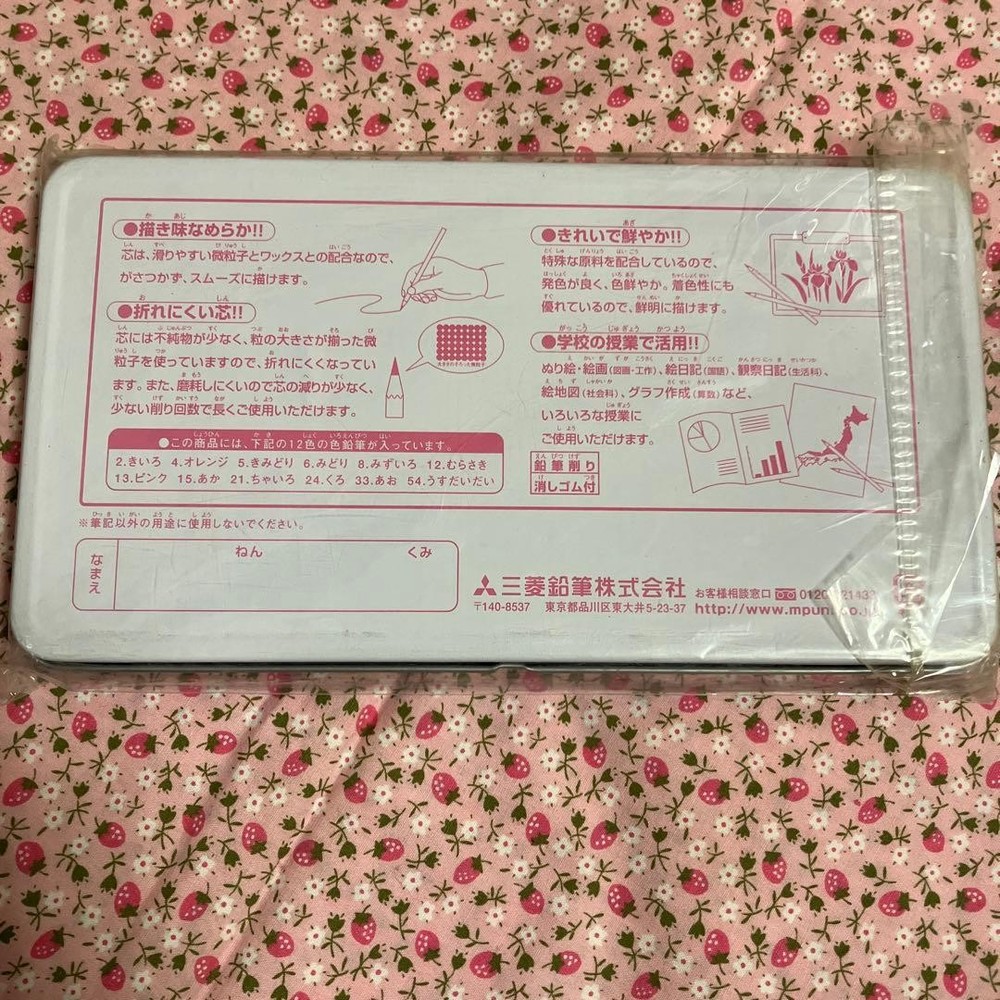 ●描き味なめらか!!
芯は、滑りやすい微粒子とワックスとの配合なので、
がさつかず、スムーズに描けます。
●折れにくい芯!!
芯には不純物が少なく、粒の大きさが揃った微
粒子を使っていますので、折れにくくなってい
ます。また、磨耗しにくいので芯の減りが少なく、
少ない削り回数で長くご使用いただけます。
●きれいで鮮やか!!
特殊な原料を配合しているので、
発色が良く、色鮮やか。着色性にも
優れているので、鮮明に描けます。
●学校の授業で活用!!
ぬり絵・絵画(図画・工作)、絵日記(国語)、観察日記(生活科)、
絵地図(社会科)、グラフ作成(算数)など、
いろいろな授業に
ご使用いただけます。
鉛筆削り
消しゴム付
●この商品には、下記の12色の色鉛筆が入っています。
2.きいろ 4.オレンジ 5.きみどり 6.みどり 8.みずいろ 12.むらさき
13.ピンク 15.あか 21.ちゃいろ 24.くろ 33.あお 54.うすだいだい
※筆記以外の用途に使用しないでください。
なまえ ねん くみ
三菱鉛筆株式会社 お客様相談窓口
〒140-8537 東京都品川区東大井5-23-37